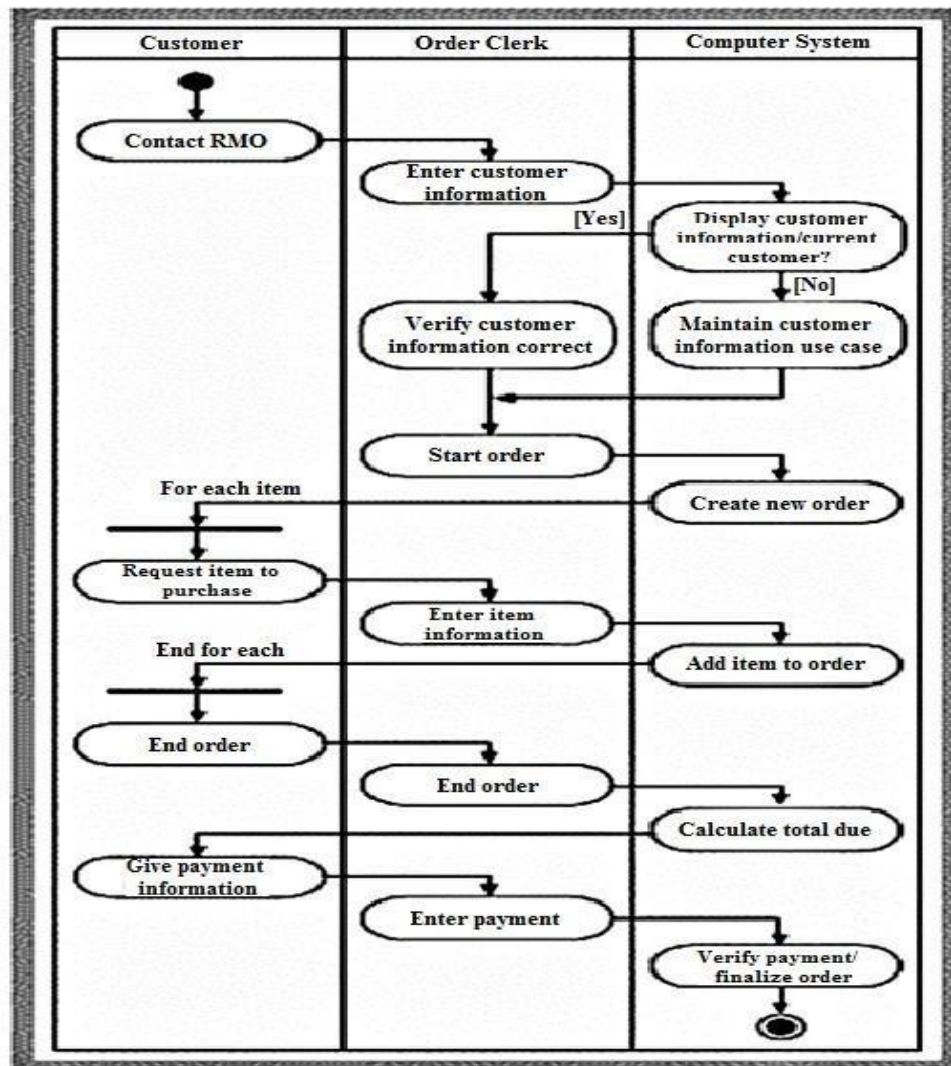 Customer
Order Clerk
Computer System
Contact RMO
Enter customer
information
[Yes]
Display customer
information/current
customer?
[No]
Verify customer
information correct
Maintain customer
information use case
Start order
For each item
Create new order
Request item to
purchase
Enter item
information
End for each
Add item to order
End order
End order
Calculate total due
Give payment
information
Enter payment
Verify payment/
finalize order